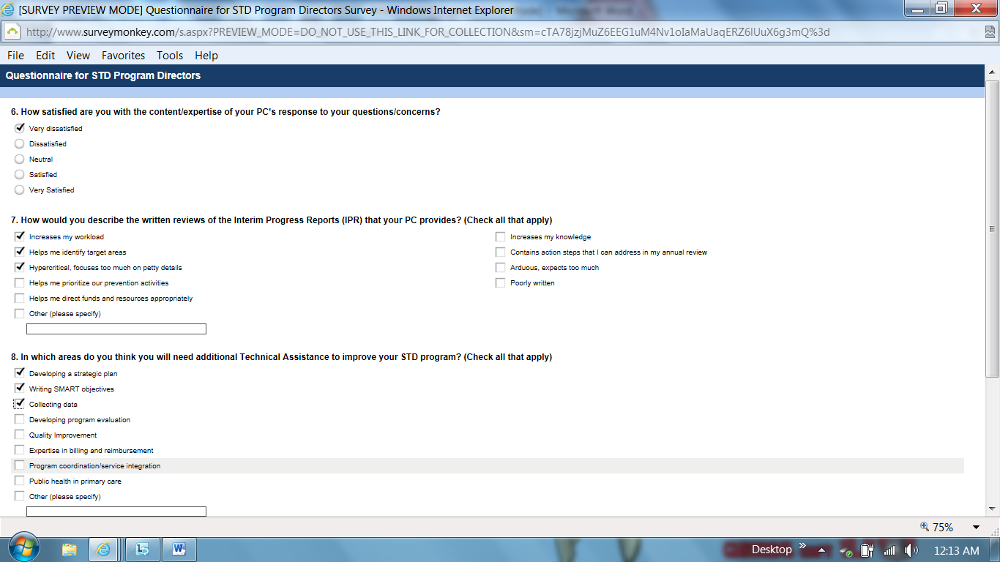 [SURVEY PREVIEW MODE] Questionnaire for STD Program Directors Survey - Windows Internet Explorer
http://www.surveymonkey.com/s.aspx?PREVIEW_MODE=DO_NOT_USE_THIS_LINK_FOR_COLLECTION&sm=cTA78jzjMuZ6EEG1uM4Nv1oIaMaUaqERZ6lUuX6g3mQ%3d
File Edit View Favorites Tools Help
Questionnaire for STD Program Directors
6. How satisfied are you with the content/expertise of your PC's response to your questions/concerns?
Very dissatisfied
Dissatisfied
Neutral
Satisfied
Very Satisfied
7. How would you describe the written reviews of the Interim Progress Reports (IPR) that your PC provides? (Check all that apply)
Increases my workload
Helps me identify target areas
Hypercritical, focuses too much on petty details
Helps me prioritize our prevention activities
Helps me direct funds and resources appropriately
Other (please specify)
Increases my knowledge
Contains action steps that I can address in my annual review
Arduous, expects too much
Poorly written
8. In which areas do you think you will need additional Technical Assistance to improve your STD program? (Check all that apply)
Developing a strategic plan
Writing SMART objectives
Collecting data
Developing program evaluation
Quality Improvement
Expertise in billing and reimbursement
Program coordination/service integration
Public health in primary care
Other (please specify)
75%
Desktop
12:13 AM